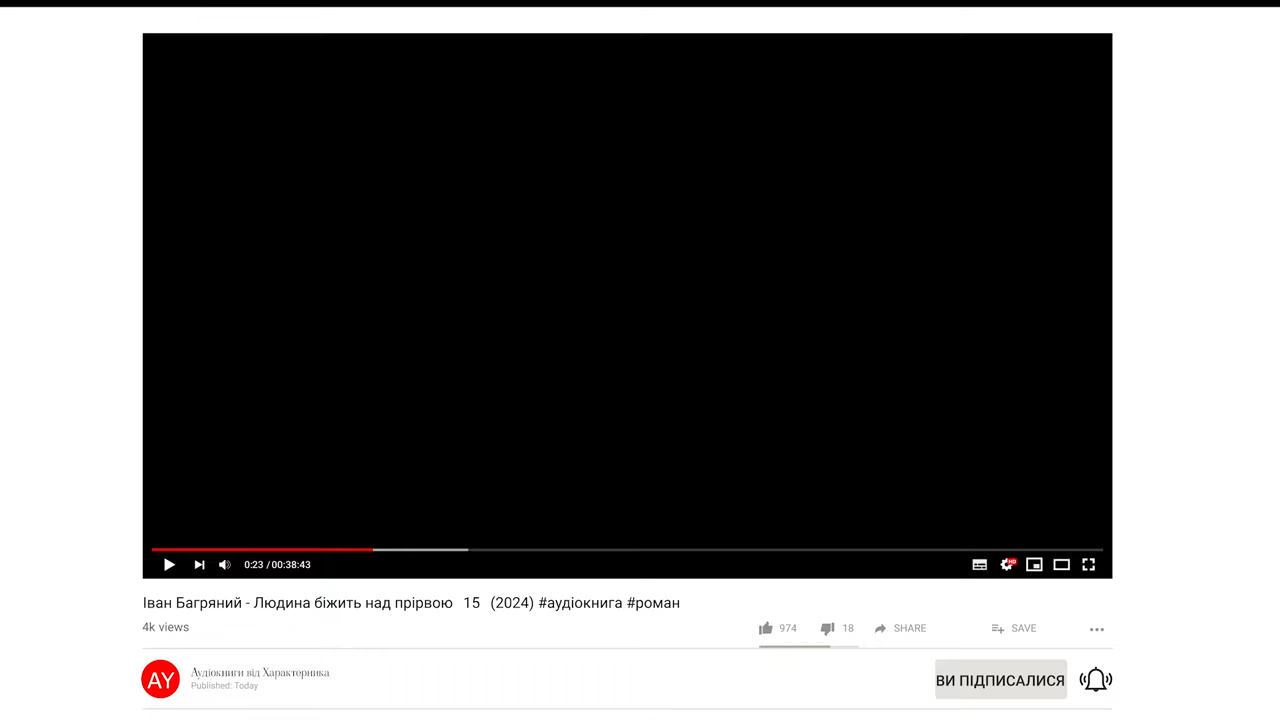 0:23 / 00:38:43
HD
Іван Багряний - Людина біжить над прірвою 15 (2024) #аудіокнига #роман
4k views
974 18 SHARE SAVE
AY
Аудіокниги від Характерника
Published: Today
ВИ ПІДПИСАЛИСЯ